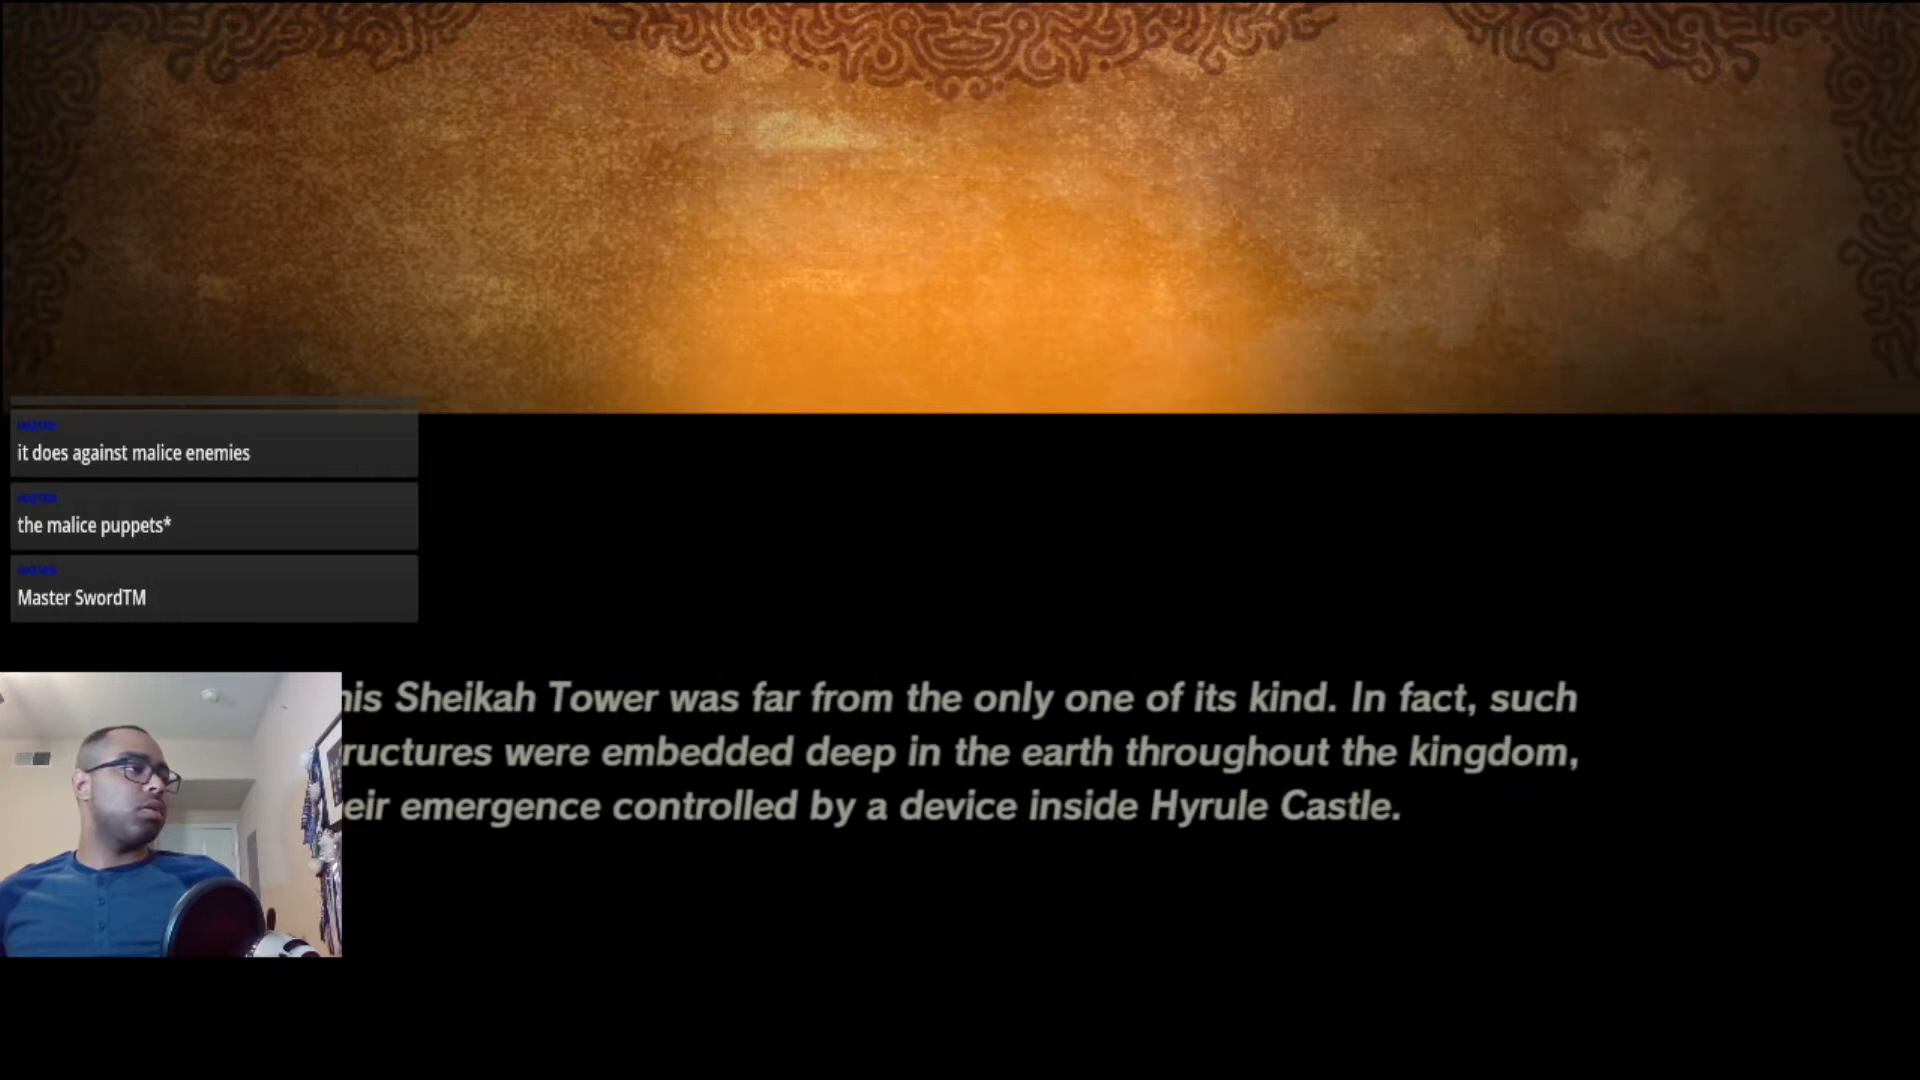 it does against malice enemies
the malice puppets*
Master SwordTM
his Sheikah Tower was far from the only one of its kind. In fact, such
ructures were embedded deep in the earth throughout the kingdom,
eir emergence controlled by a device inside Hyrule Castle.